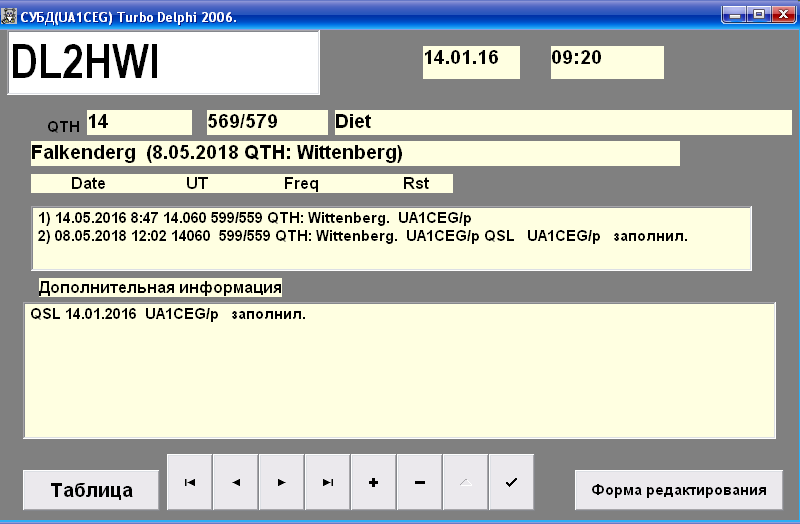 СУБД(UA1CEG) Turbo Delphi 2006.
DL2HWI
14.01.16 09:20
QTH 14 569/579 Diet
Falkenderg (8.05.2018 QTH: Wittenberg)
Date UT Freq Rst
1) 14.05.2016 8:47 14.060 599/559 QTH: Wittenberg. UA1CEG/p
2) 08.05.2018 12:02 14060 599/559 QTH: Wittenberg. UA1CEG/p QSL UA1CEG/p заполнил.
Дополнительная информация
QSL 14.01.2016 UA1CEG/p заполнил.
Таблица
Форма редактирования